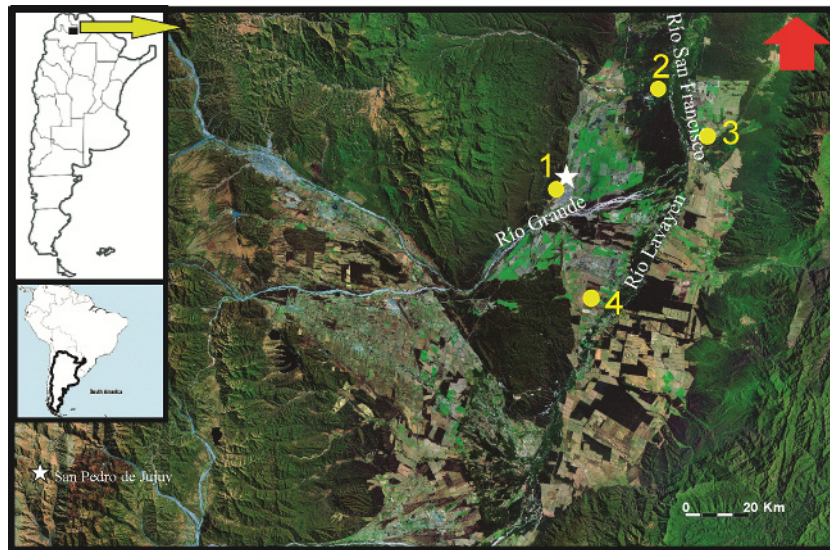 Río San Francisco
2
3
1
Río Grande
Río Lavayén
4
South America
San Pedro de Jujuy
0 20 Km